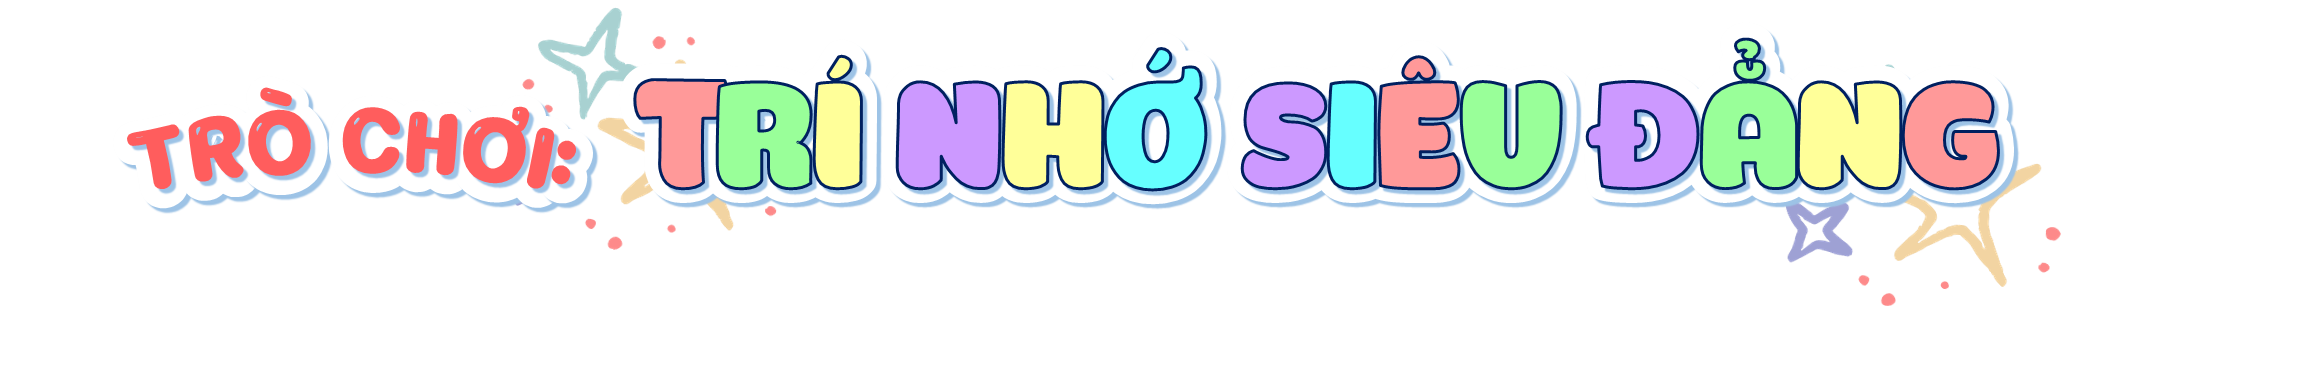 TRÒ CHƠI: TRÍ NHỚ SIÊU ĐẲNG